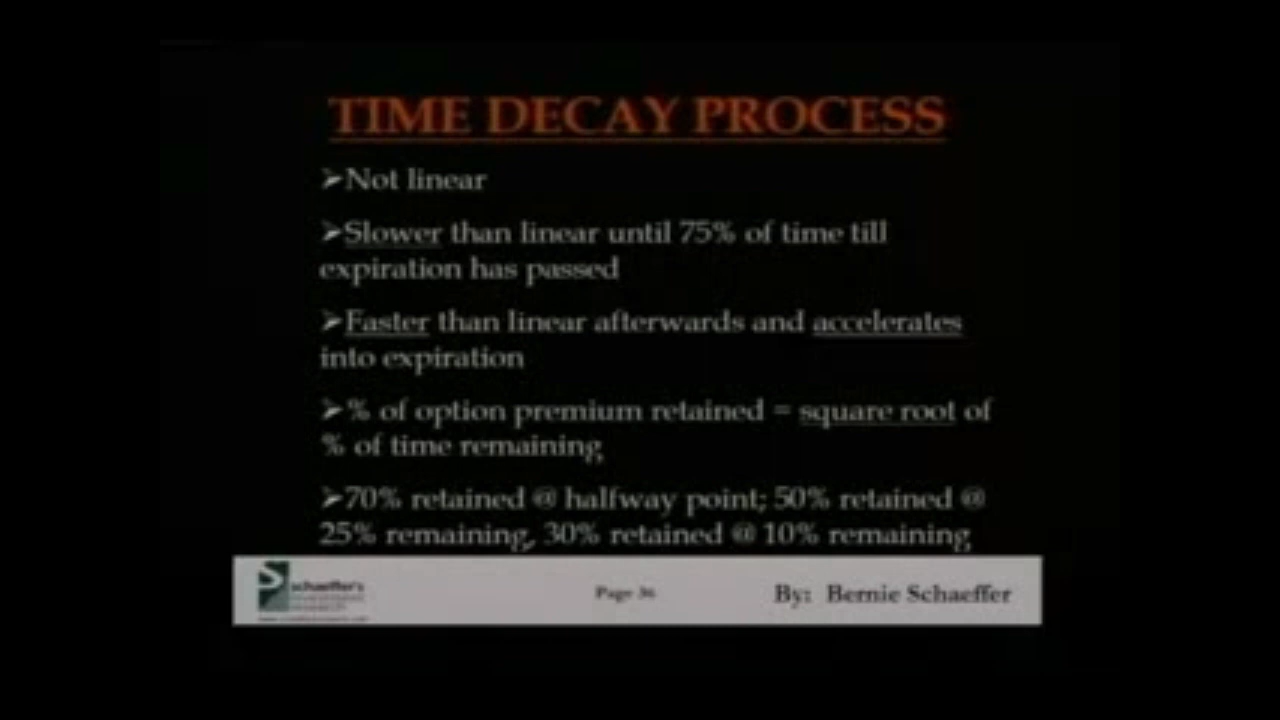 TIME DECAY PROCESS
➢Not linear
➢Slower than linear until 75% of time till
expiration has passed
➢Faster than linear afterwards and accelerates
into expiration
➢% of option premium retained = square root of
% of time remaining
➢70% retained @ halfway point; 50% retained @
25% remaining, 30% retained @ 10% remaining
schaeffer's
Page 36
By: Bernie Schaeffer